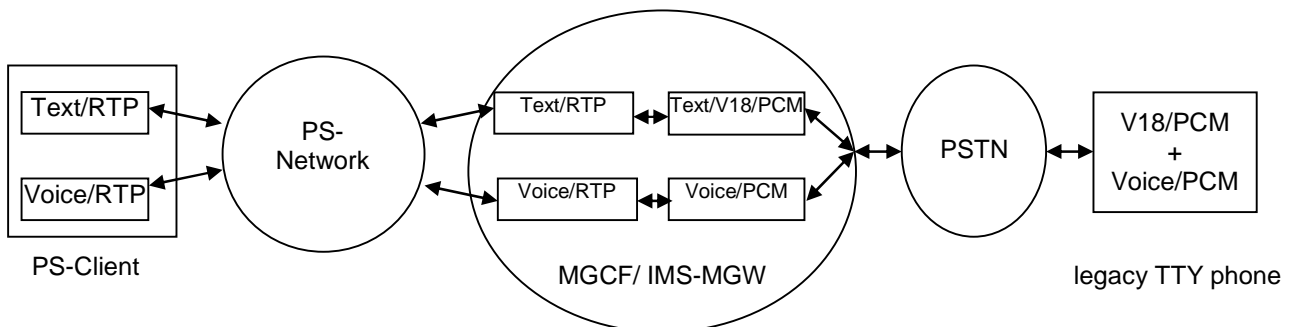 Text/RTP
Voice/RTP
PS-Client
PS-
Network
Text/RTP
Text/V18/PCM
Voice/RTP
Voice/PCM
MGCF/ IMS-MGW
PSTN
V18/PCM
+
Voice/PCM
legacy TTY phone